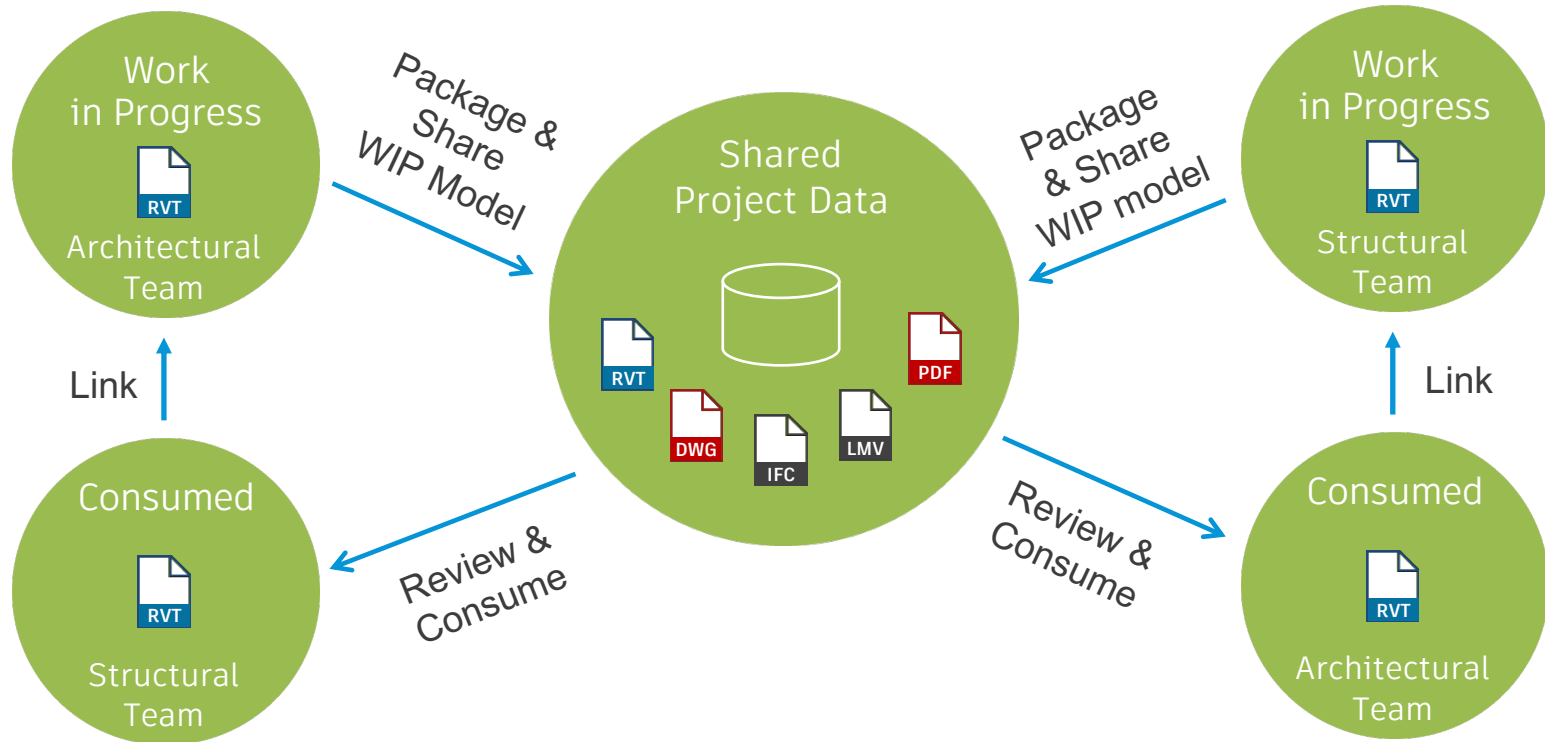 Work
in Progress
RVT
Architectural
Team
Package &
Share
WIP Model
Shared
Project Data
RVT
DWG
IFC
LMV
PDF
Package
& Share
WIP model
Work
in Progress
RVT
Structural
Team
Link
Link
Consumed
RVT
Structural
Team
Review &
Consume
Review &
Consume
Consumed
RVT
Architectural
Team